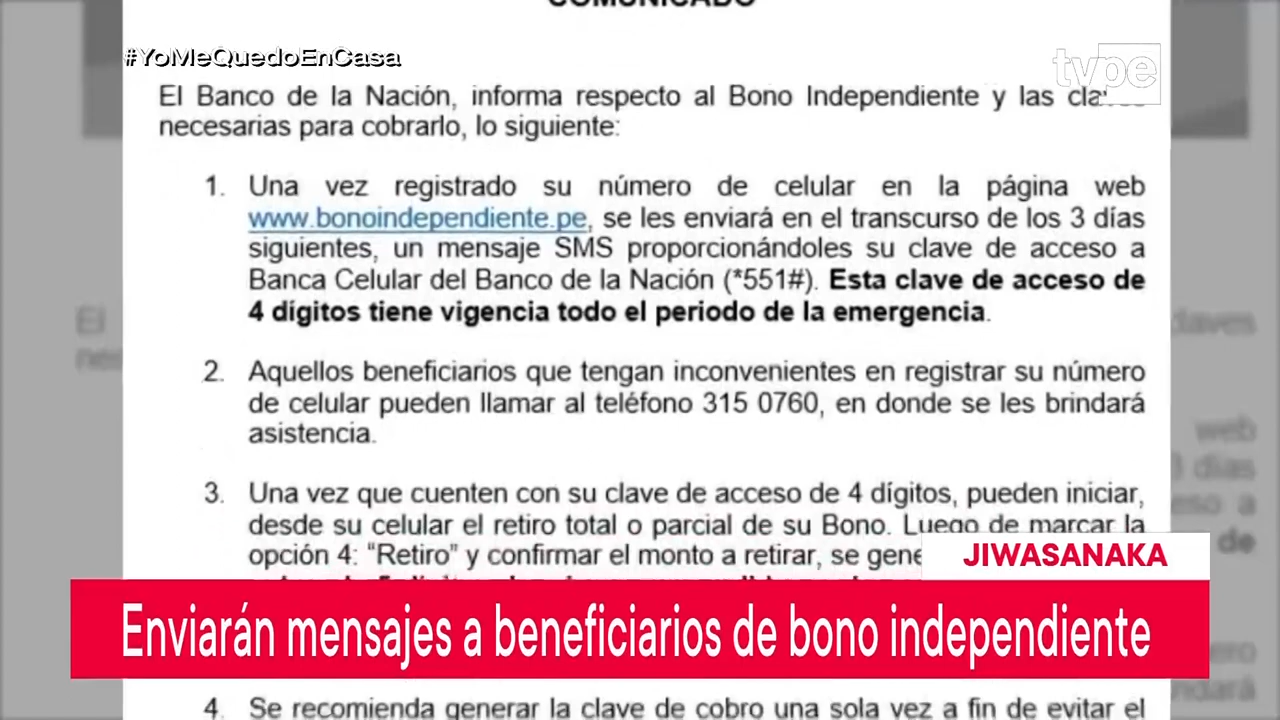 COMUNICADO
#YoMeQuedoEnCasa
tvpe
El Banco de la Nación, informa respecto al Bono Independiente y las
necesarias para cobrarlo, lo siguiente:
1. Una vez registrado su número de celular en la página web
www.bonoindependiente.pe, se les enviará en el transcurso de los 3 días
siguientes, un mensaje SMS proporcionándoles su clave de acceso a
Banca Celular del Banco de la Nación (*551#). Esta clave de acceso de
4 dígitos tiene vigencia todo el periodo de la emergencia.
2. Aquellos beneficiarios que tengan inconvenientes en registrar su número
de celular pueden llamar al teléfono 315 0760, en donde se les brindará
asistencia.
3. Una vez que cuenten con su clave de acceso de 4 dígitos, pueden iniciar,
desde su celular el retiro total o parcial de su Bono. Luego de marcar la
opción 4: “Retiro” y confirmar el monto a retirar, se
JIWASANAKA
Enviarán mensajes a beneficiarios de bono independiente
4. Se recomienda generar la clave de cobro una sola vez a fin de evitar el